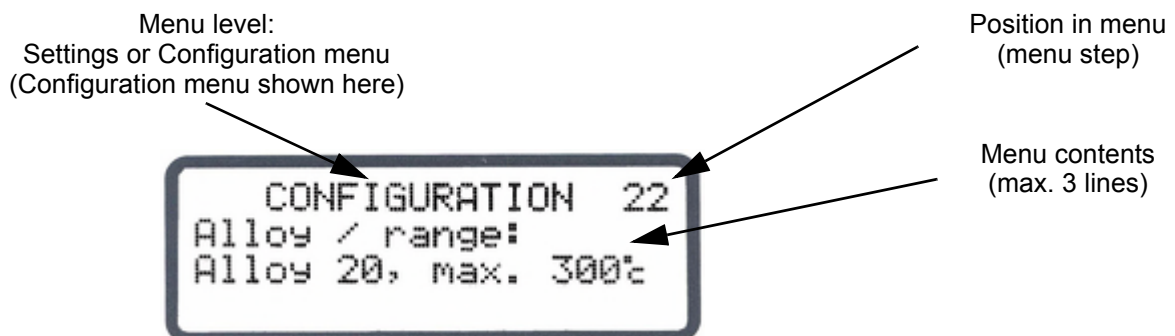 Menu level:
Settings or Configuration menu
(Configuration menu shown here)
Position in menu
(menu step)
Menu contents
(max. 3 lines)
CONFIGURATION 22
Alloy / range:
Alloy 20, max. 300°c